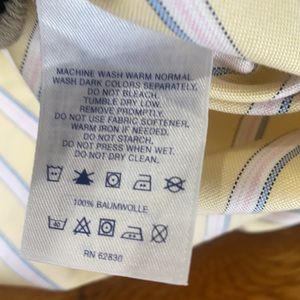 MACHINE WASH WARM NORMAL
WASH DARK COLORS SEPARATELY.
DO NOT BLEACH.
TUMBLE DRY LOW.
REMOVE PROMPTLY.
DO NOT USE FABRIC SOFTENER.
WARM IRON IF NEEDED.
DO NOT STARCH.
DO NOT PRESS WHEN WET.
DO NOT DRY CLEAN.
100% BAUMWOLLE
RN 62830